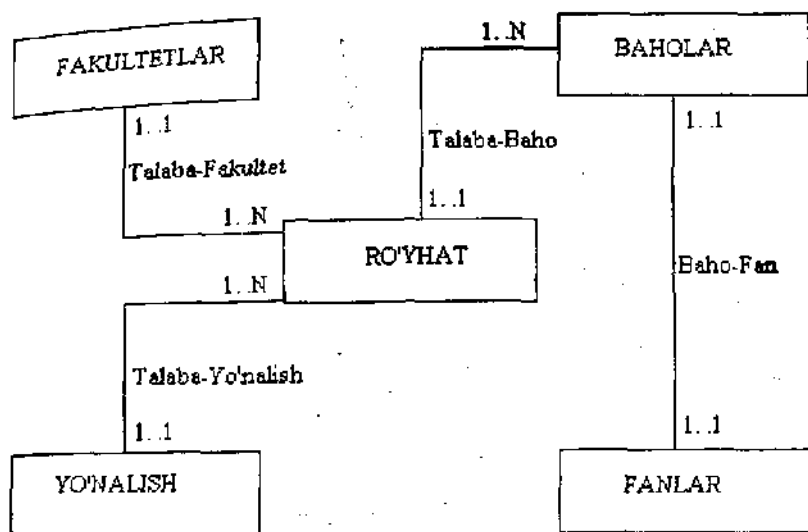 1..N
BAHOLAR
FAKULTETLAR
1..1
1..1
Talaba-Fakultet
Talaba-Baho
1..N
1..1
RO'YHAT
Baho-Fan
1..N
Talaba-Yo'nalish
1..1
1..1
YO'NALISH
FANLAR